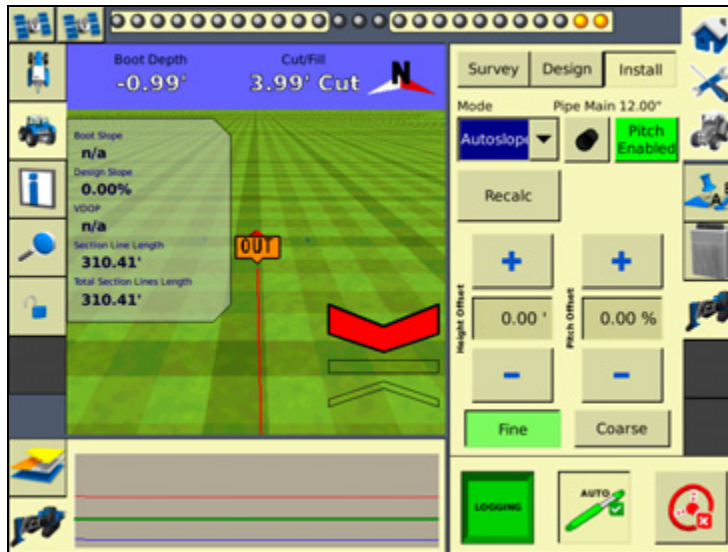 Boot Depth
-0.99'
Cut/Fill
3.99' Cut
N
Boot Slope
n/a
Design Slope
0.00%
VDOP
n/a
Section Line Length
310.41'
Total Section Lines Length
310.41'
OUT
Survey
Design
Install
Mode
Pipe Main 12.00"
Autoslope
Pitch
Enabled
Recalc
+
+
Height Offset
0.00 '
Pitch Offset
0.00 %
-
-
Fine
Coarse
LOGGING
AUTO
A